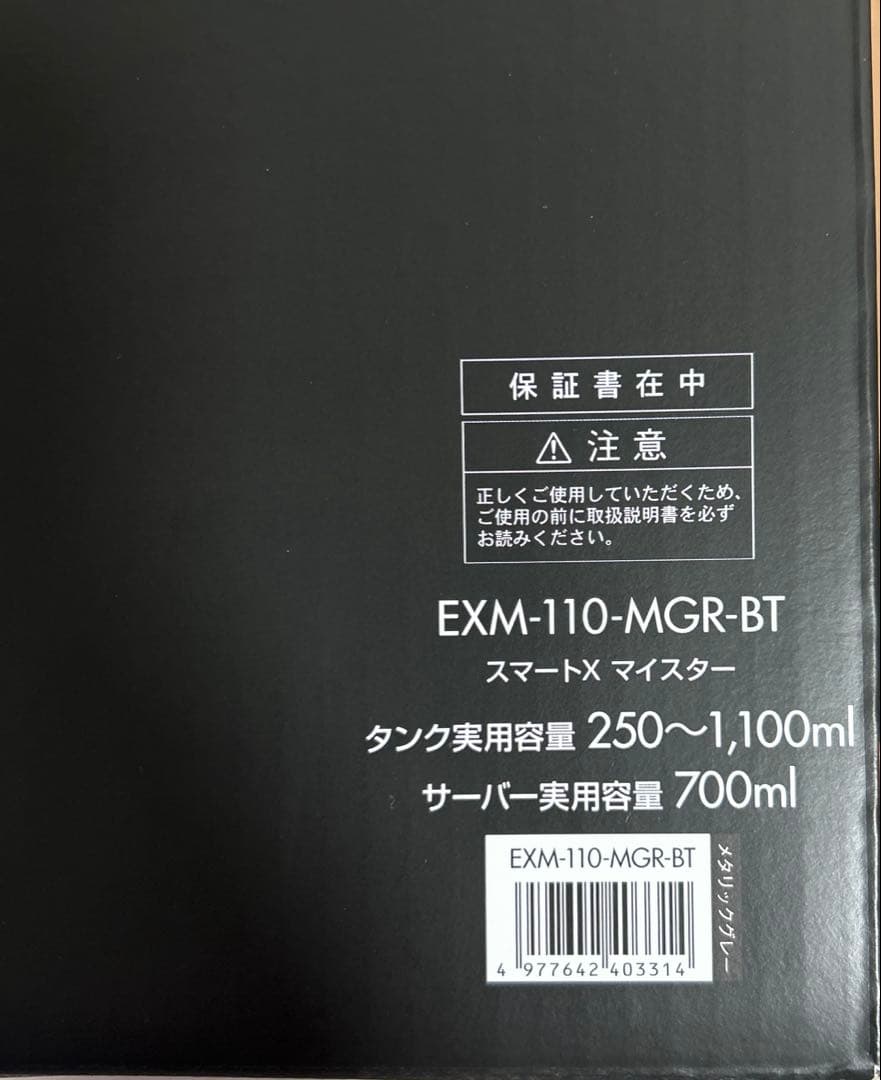 保証書在中
⚠ 注意
正しくご使用していただくため、
ご使用の前に取扱説明書を必ず
お読みください。
EXM-110-MGR-BT
スマートX マイスター
タンク実用容量 250〜1,100ml
サーバー実用容量 700ml
EXM-110-MGR-BT
メタリックグレー
4 977642 403314